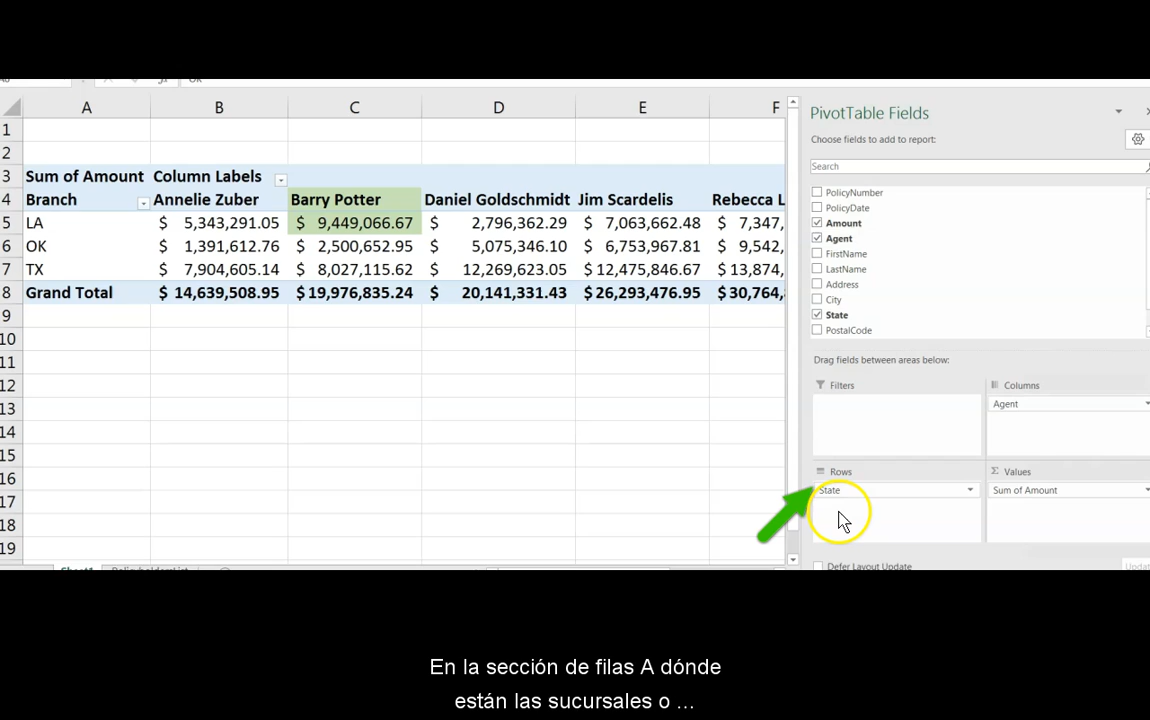 A B C D E F
1
2
3 Sum of Amount Column Labels
4 Branch Annelie Zuber Barry Potter Daniel Goldschmidt Jim Scardelis Rebecca L
5 LA $ 5,343,291.05 $ 9,449,066.67 $ 2,796,362.29 $ 7,063,662.48 $ 7,347,
6 OK $ 1,391,612.76 $ 2,500,652.95 $ 5,075,346.10 $ 6,753,967.81 $ 9,542,
7 TX $ 7,904,605.14 $ 8,027,115.62 $ 12,269,623.05 $ 12,475,846.67 $ 13,874,
8 Grand Total $ 14,639,508.95 $ 19,976,835.24 $ 20,141,331.43 $ 26,293,476.95 $ 30,764,
9
10
11
12
13
14
15
16
17
18
19
PivotTable Fields
Choose fields to add to report:
Search
PolicyNumber
PolicyDate
Amount
Agent
FirstName
LastName
Address
City
State
PostalCode
Drag fields between areas below:
Filters
Columns
Agent
Rows
Σ Values
State
Sum of Amount
Defer Layout Update
En la sección de filas A dónde
están las sucursales o ...